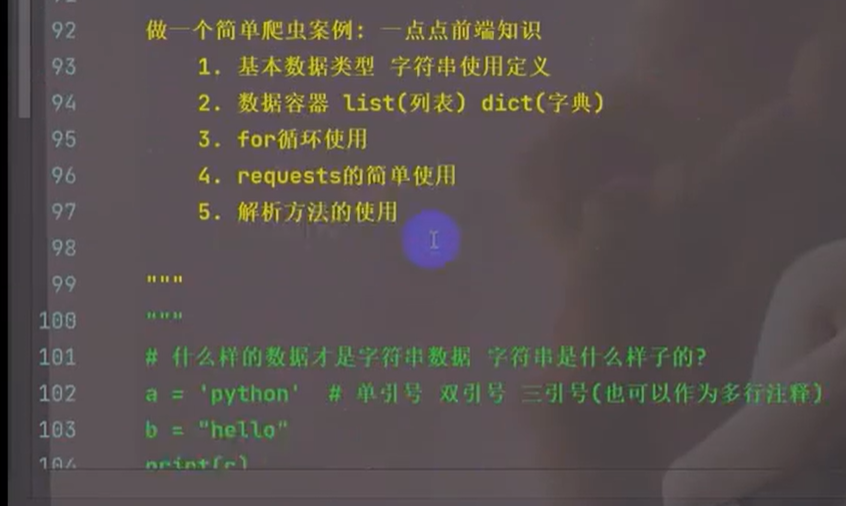 92 做一个简单爬虫案例: 一点点前端知识
93 1. 基本数据类型 字符串使用定义
94 2. 数据容器 list(列表) dict(字典)
95 3. for循环使用
96 4. requests的简单使用
97 5. 解析方法的使用
98
99 """
100 """
101 # 什么样的数据才是字符串数据 字符串是什么样子的?
102 a = 'python' # 单引号 双引号 三引号(也可以作为多行注释)
103 b = "hello"
104 print(c)